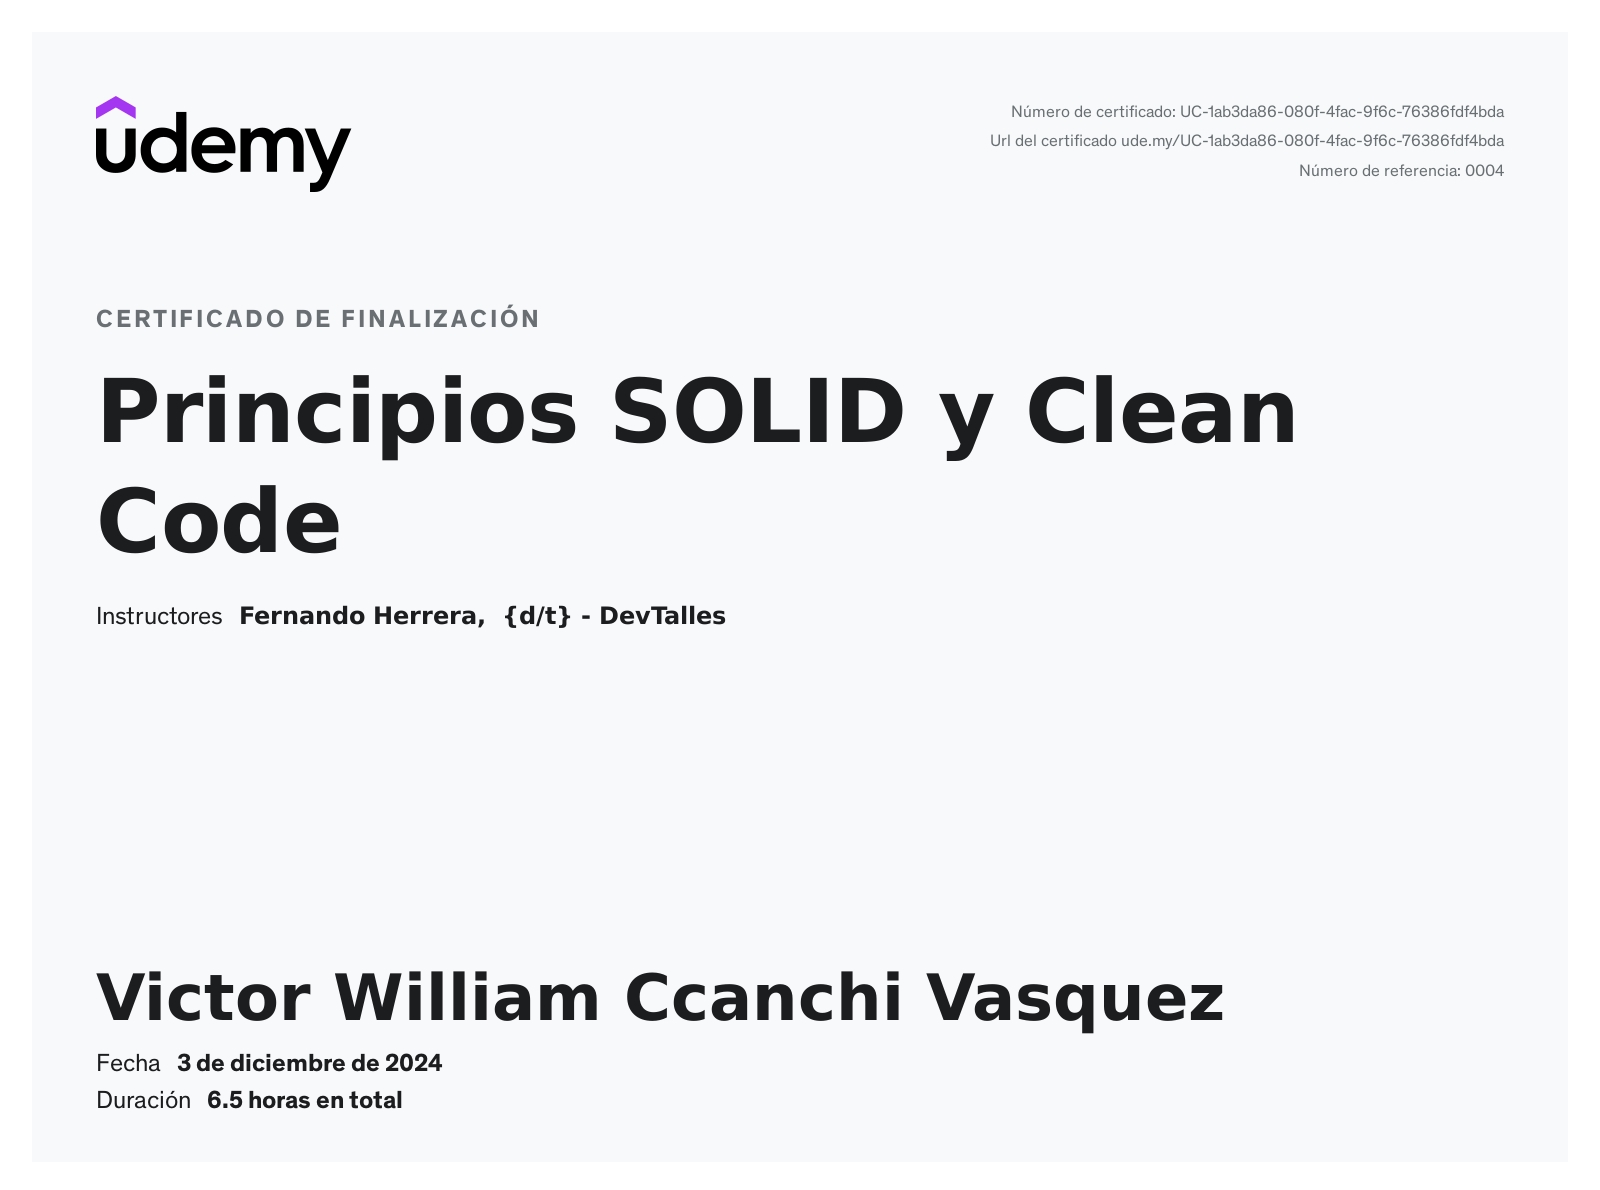 udemy
Número de certificado: UC-1ab3da86-080f-4fac-9f6c-76386fdf4bda
Url del certificado ude.my/UC-1ab3da86-080f-4fac-9f6c-76386fdf4bda
Número de referencia: 0004
CERTIFICADO DE FINALIZACIÓN
Principios SOLID y Clean
Code
Instructores Fernando Herrera, {d/t} - DevTalles
Victor William Ccanchi Vasquez
Fecha 3 de diciembre de 2024
Duración 6.5 horas en total